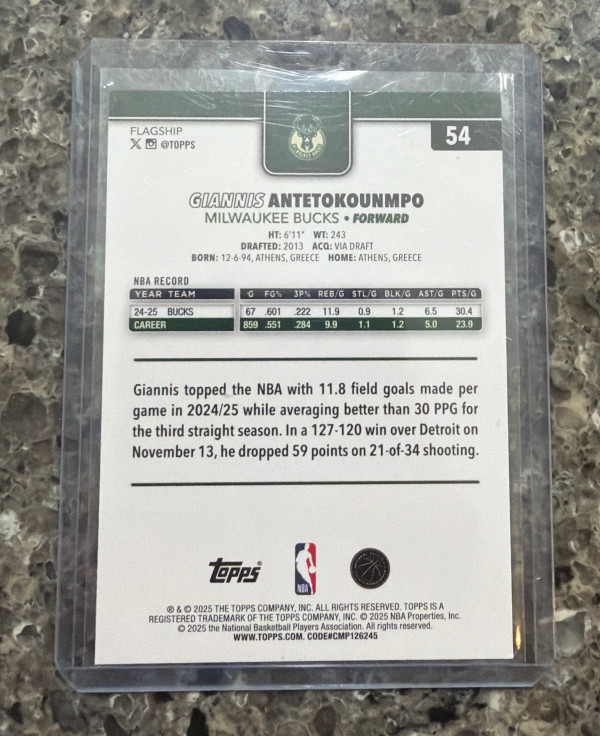 FLAGSHIP
X @TOPPS
54
GIANNIS ANTETOKOUNMPO
MILWAUKEE BUCKS • FORWARD
HT: 6'11" WT: 243
DRAFTED: 2013 ACQ: VIA DRAFT
BORN: 12-6-94, ATHENS, GREECE HOME: ATHENS, GREECE
NBA RECORD
YEAR TEAM G FG% 3P% REB/G STL/G BLK/G AST/G PTS/G
24-25 BUCKS 67 .601 .222 11.9 0.9 1.2 6.5 30.4
CAREER 859 .551 .284 9.9 1.1 1.2 5.0 23.9
Giannis topped the NBA with 11.8 field goals made per
game in 2024/25 while averaging better than 30 PPG for
the third straight season. In a 127-120 win over Detroit on
November 13, he dropped 59 points on 21-of-34 shooting.
Topps®
NBA
® & © 2025 THE TOPPS COMPANY, INC. ALL RIGHTS RESERVED. TOPPS IS A
REGISTERED TRADEMARK OF THE TOPPS COMPANY, INC. © 2025 NBA Properties, Inc.
© 2025 the National Basketball Players Association. All rights reserved.
WWW.TOPPS.COM. CODE#CMP126245